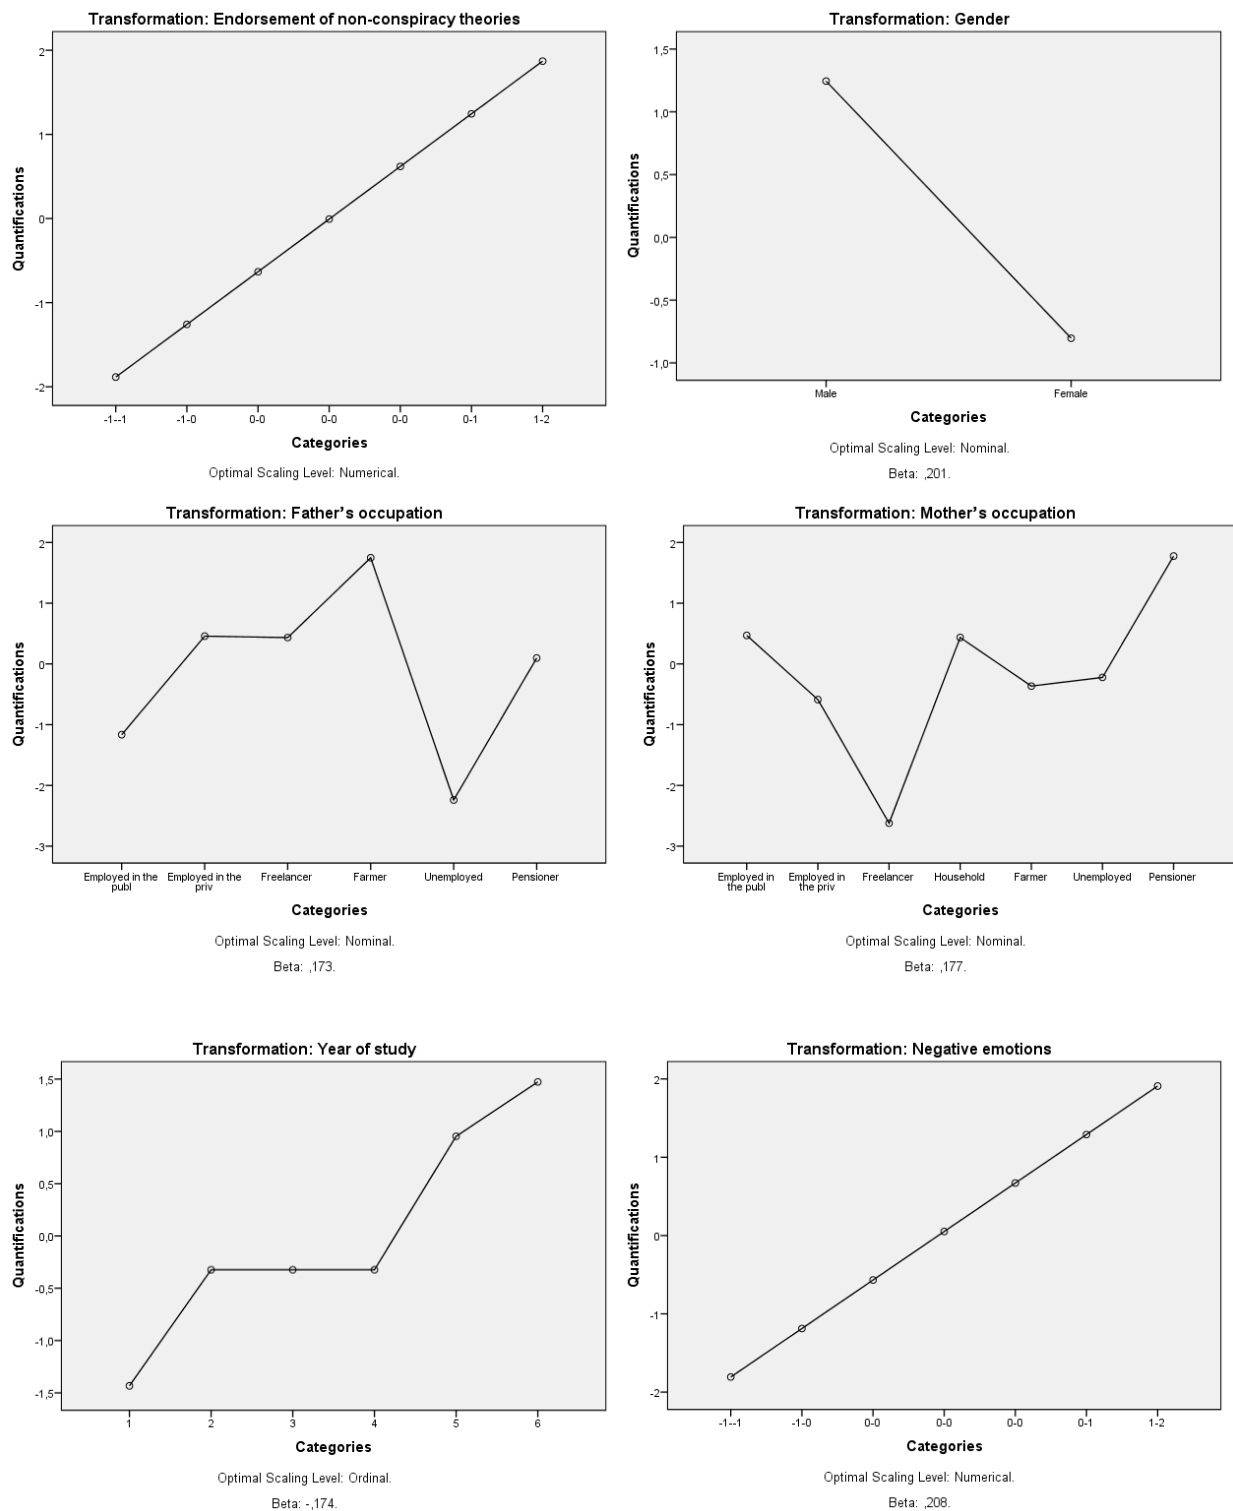 Transformation: Endorsement of non-conspiracy theories
Quantifications
2
1
0
-1
-2
-1--1
-1-0
0-0
0-0
0-0
0-1
1-2
Categories
Optimal Scaling Level: Numerical.
Transformation: Gender
Quantifications
1,5
1,0
0,5
0,0
-0,5
-1,0
Male
Female
Categories
Optimal Scaling Level: Nominal.
Beta: ,201.
Transformation: Father’s occupation
Quantifications
2
1
0
-1
-2
-3
Employed in the
publ
Employed in the
priv
Freelancer
Farmer
Unemployed
Pensioner
Categories
Optimal Scaling Level: Nominal.
Beta: ,173.
Transformation: Mother’s occupation
Quantifications
2
1
0
-1
-2
-3
Employed in
the publ
Employed in
the priv
Freelancer
Household
Farmer
Unemployed
Pensioner
Categories
Optimal Scaling Level: Nominal.
Beta: ,177.
Transformation: Year of study
Quantifications
1,5
1,0
0,5
0,0
-0,5
-1,0
-1,5
1
2
3
4
5
6
Categories
Optimal Scaling Level: Ordinal.
Beta: -,174.
Transformation: Negative emotions
Quantifications
2
1
0
-1
-2
-1--1
-1-0
0-0
0-0
0-0
0-1
1-2
Categories
Optimal Scaling Level: Numerical.
Beta: ,208.